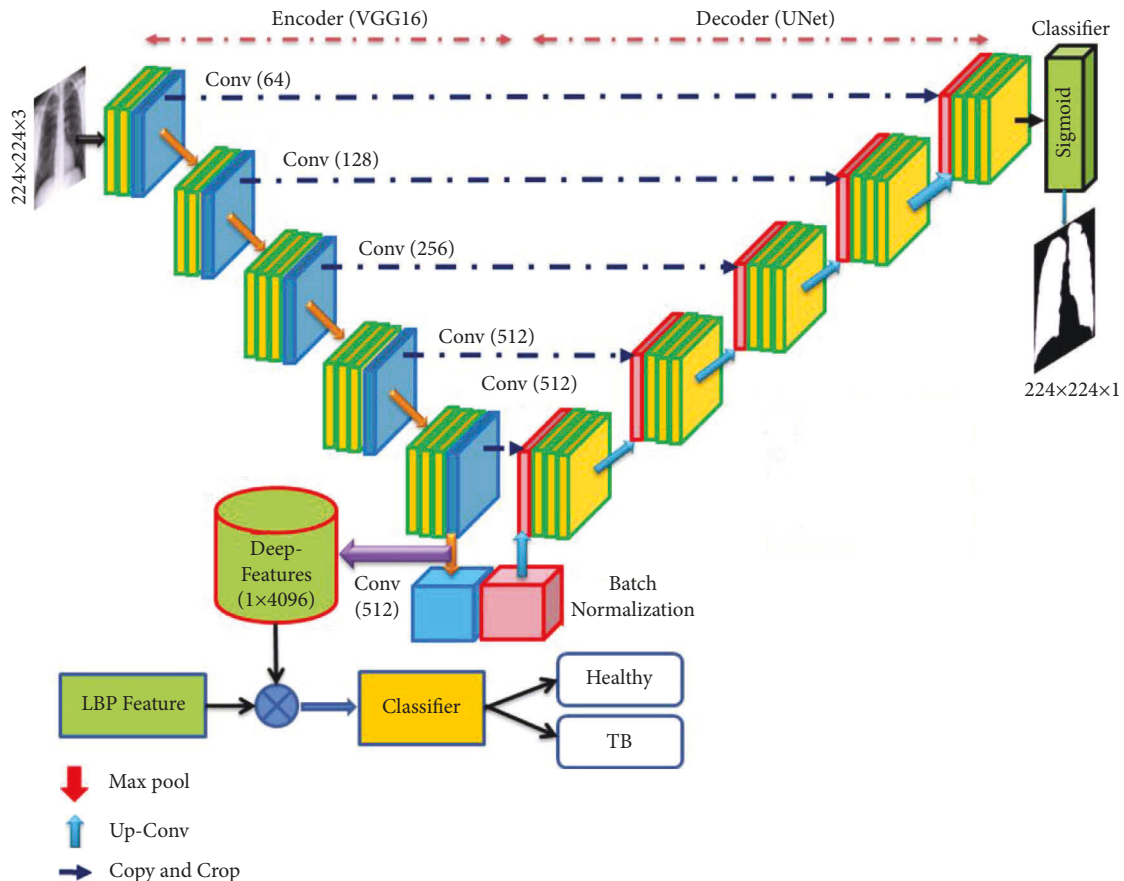 Encoder (VGG16)
Decoder (UNet)
Classifier
224×224×3
Conv (64)
Sigmoid
Conv (128)
Conv (256)
Conv (512)
Conv (512)
224×224×1
Deep-
Features
(1×4096)
Conv
(512)
Batch
Normalization
LBP Feature
Classifier
Healthy
TB
Max pool
Up-Conv
Copy and Crop